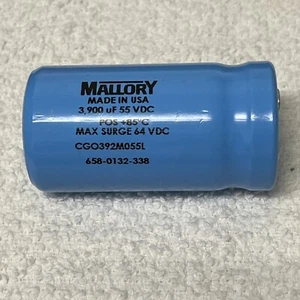 MALLORY
MADE IN USA
3,900 uF 55 VDC
POS +85°C
MAX SURGE 64 VDC
CGO392M055L
658-0132-338